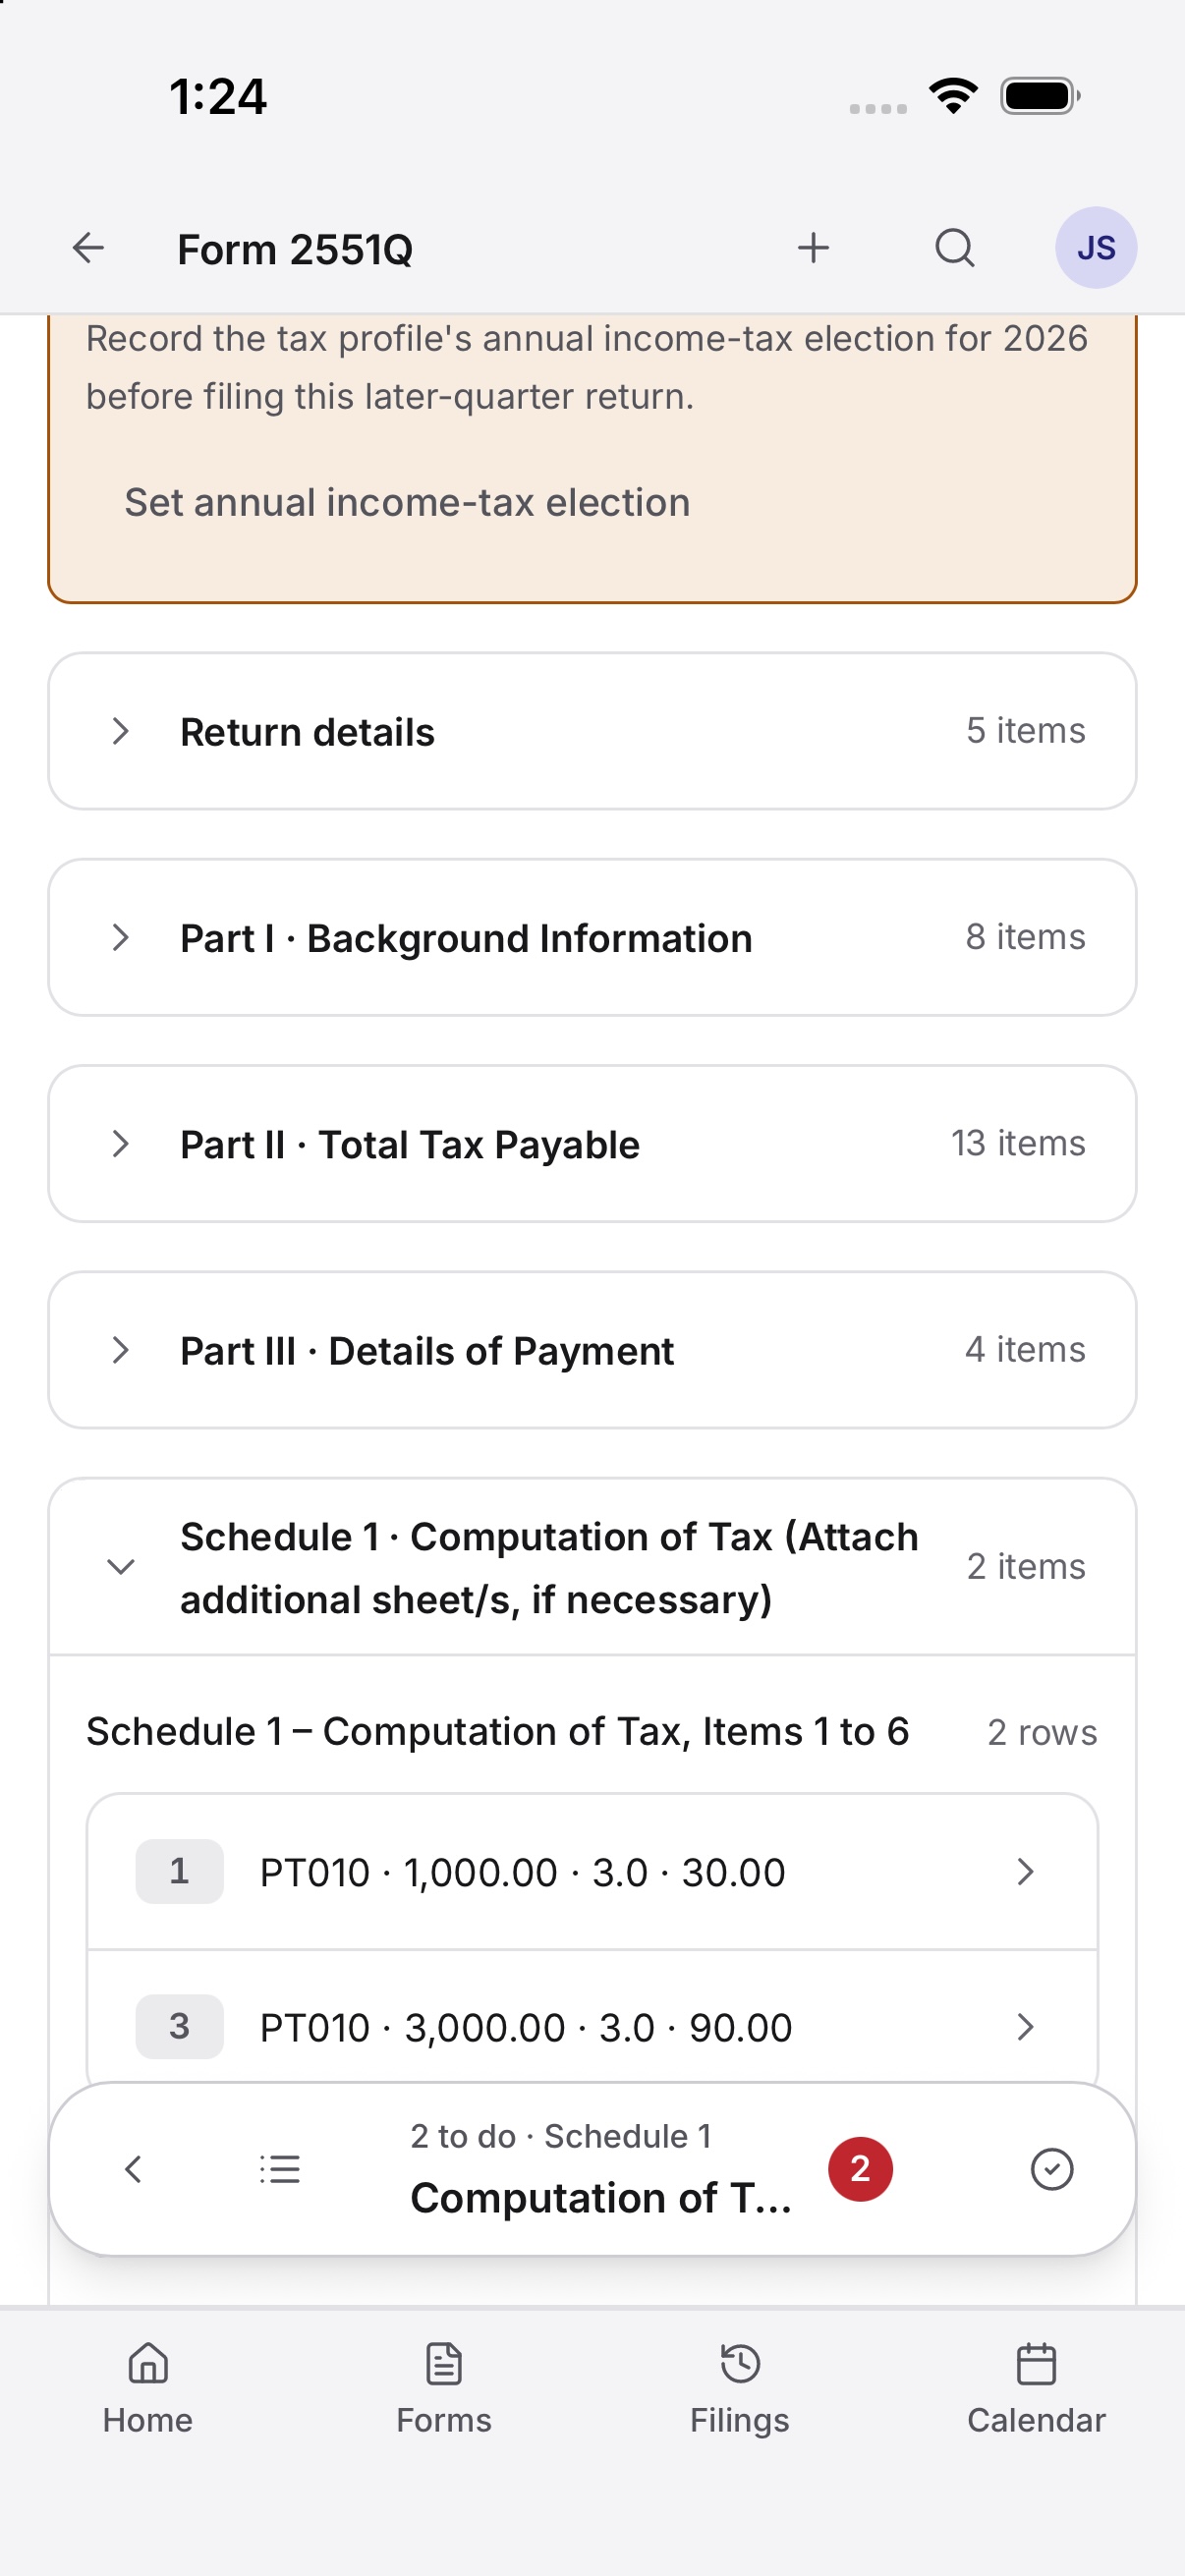 1:24
Form 2551Q
JS
Record the tax profile's annual income-tax election for 2026
before filing this later-quarter return.
Set annual income-tax election
Return details
5 items
Part I · Background Information
8 items
Part II · Total Tax Payable
13 items
Part III · Details of Payment
4 items
Schedule 1 · Computation of Tax (Attach
additional sheet/s, if necessary)
2 items
Schedule 1 – Computation of Tax, Items 1 to 6
2 rows
1
PT010 · 1,000.00 · 3.0 · 30.00
3
PT010 · 3,000.00 · 3.0 · 90.00
2 to do · Schedule 1
Computation of T...
2
Home
Forms
Filings
Calendar